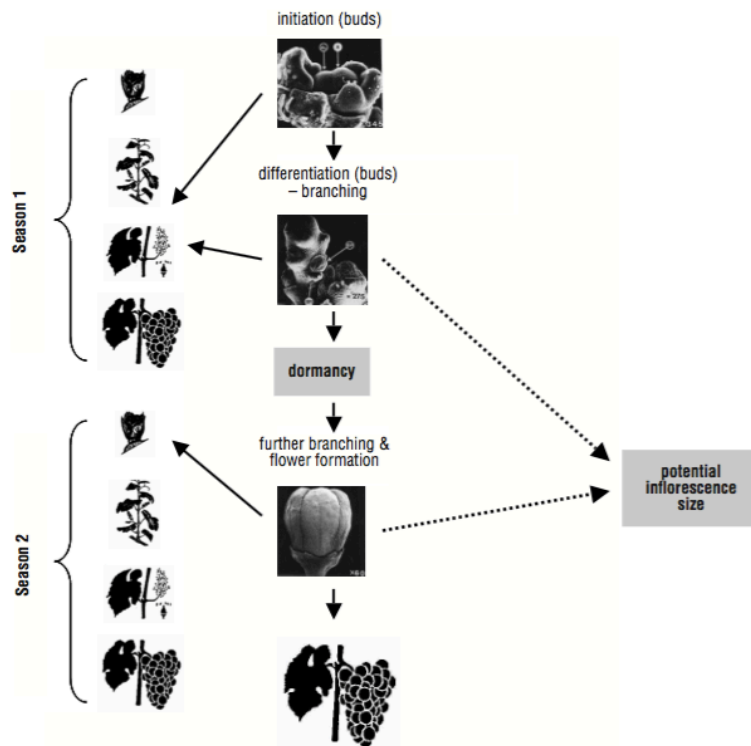 initiation (buds)
differentiation (buds)
– branching
dormancy
further branching &
flower formation
potential
inflorescence
size
Season 1
Season 2